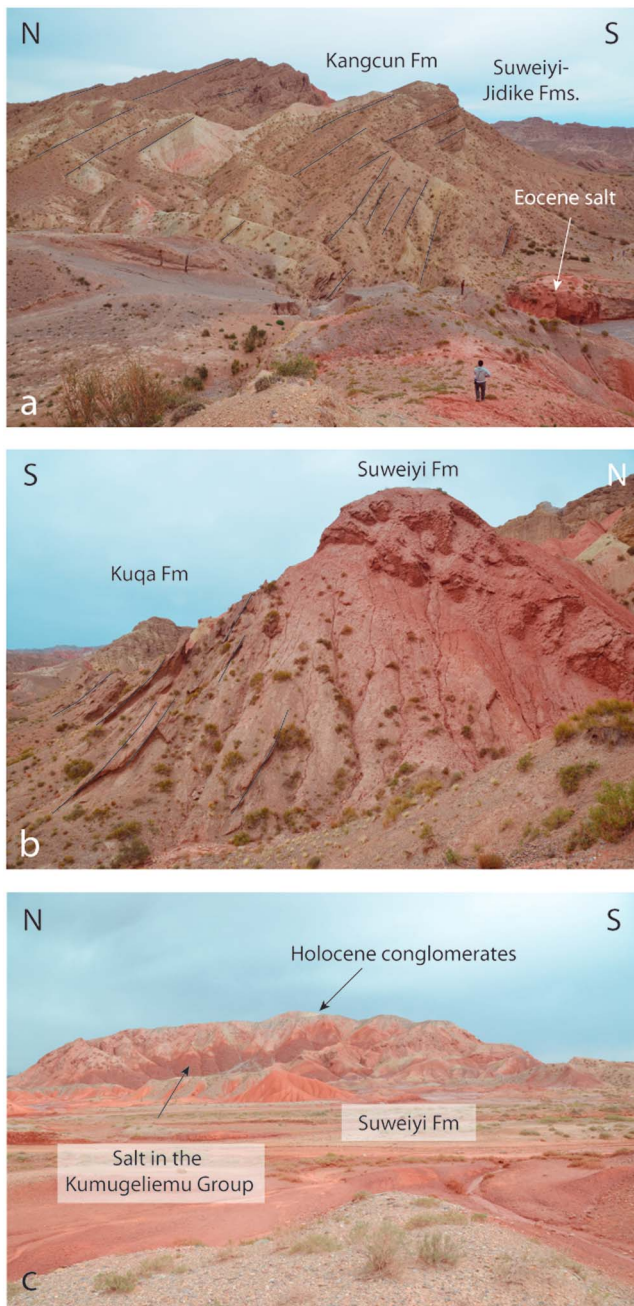 N
S
Kangcun Fm
Suweiyi-
Jidike Fms.
Eocene salt
a
S
Suweiyi Fm
N
Kuqa Fm
b
N
S
Holocene conglomerates
Suweiyi Fm
Salt in the
Kumugeliemu Group
c